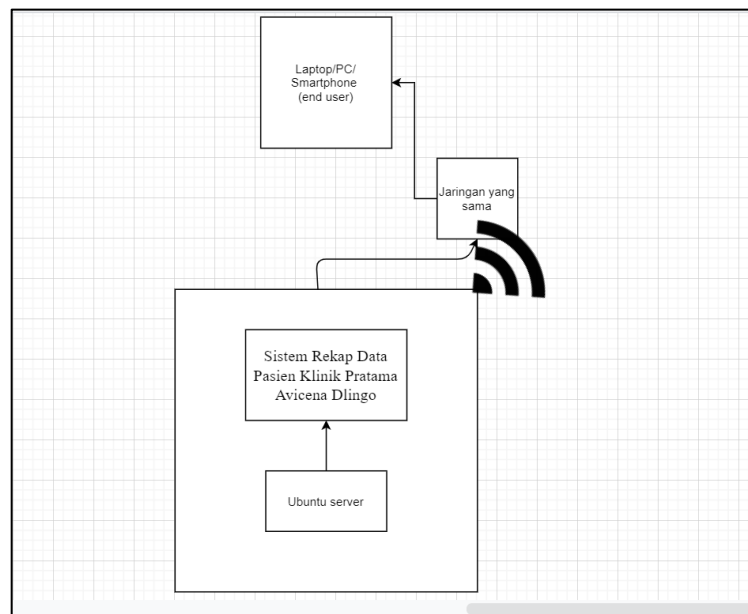 Laptop/PC/
Smartphone
(end user)
Jaringan yang
sama
Sistem Rekap Data
Pasien Klinik Pratama
Avicena Dlingo
Ubuntu server